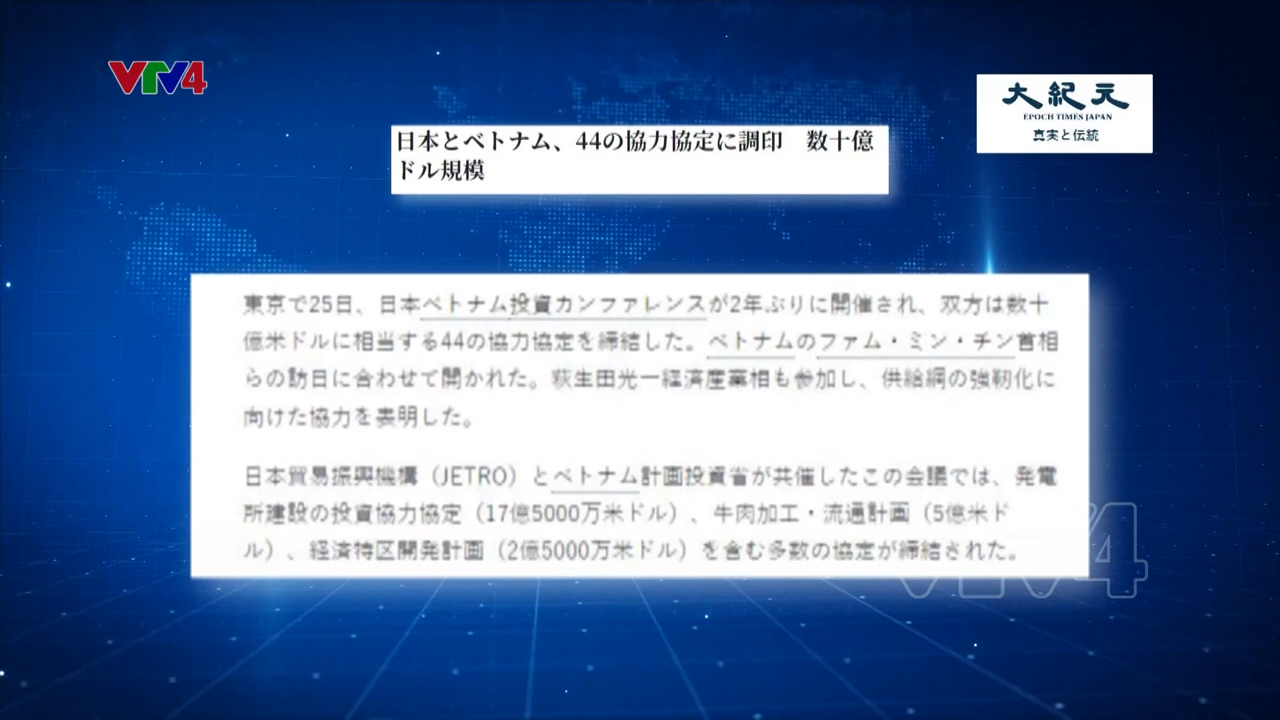 VTV4
大紀元
EPOCH TIMES JAPAN
真実と伝統
日本とベトナム、44の協力協定に調印　数十億
ドル規模
東京で25日、日本ベトナム投資カンファレンスが2年ぶりに開催され、双方は数十
億米ドルに相当する44の協力協定を締結した。ベトナムのファム・ミン・チン首相
らの訪日に合わせて開かれた。萩生田光一経済産業相も参加し、供給網の強靭化に
向けた協力を表明した。
日本貿易振興機構（JETRO）とベトナム計画投資省が共催したこの会議では、発電
所建設の投資協力協定（17億5000万米ドル）、牛肉加工・流通計画（5億米ド
ル）、経済特区開発計画（2億5000万米ドル）を含む多数の協定が締結された。
VTV4